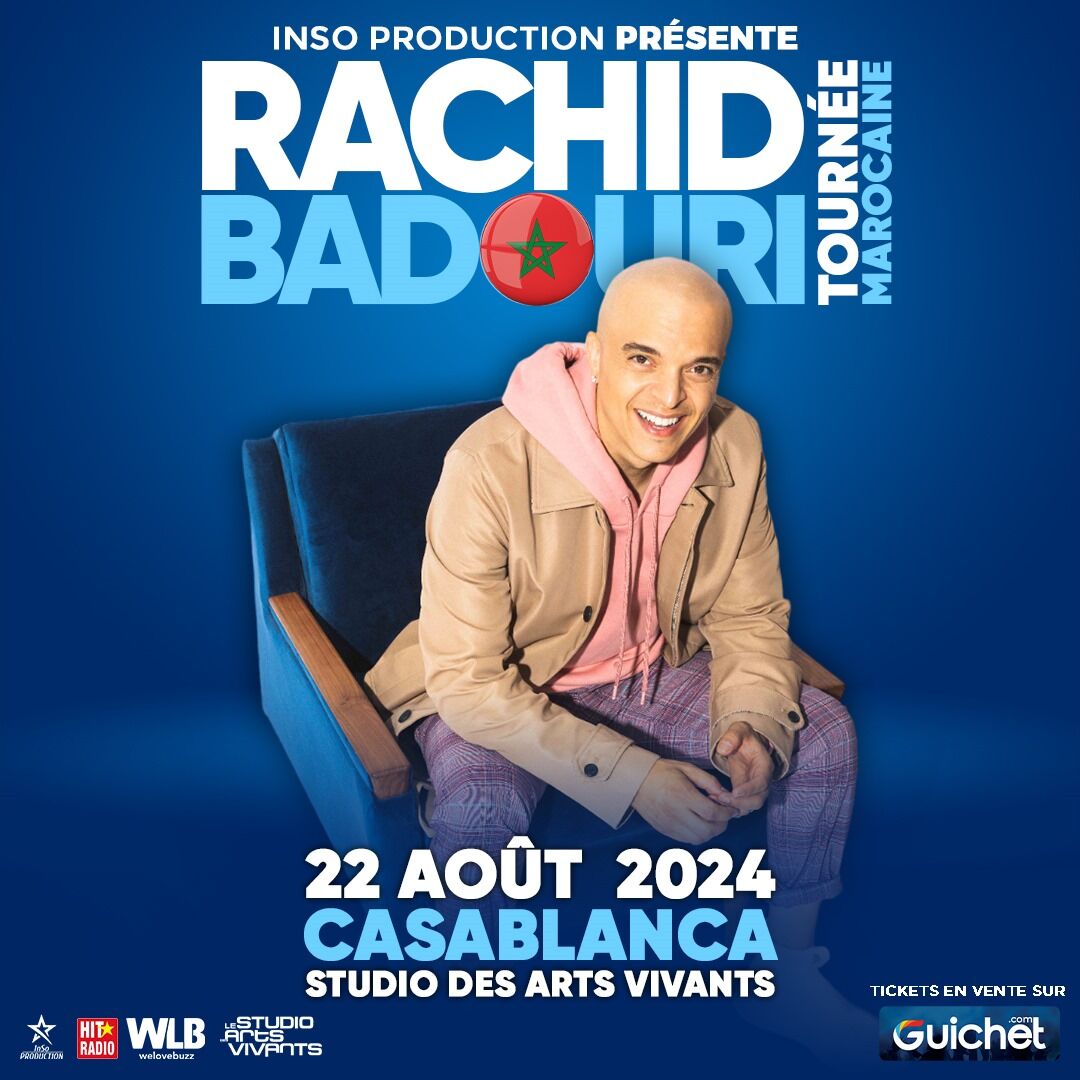 INSO PRODUCTION PRÉSENTE
RACHID
BADOURI
TOURNÉE
MAROCAINE
22 AOÛT 2024
CASABLANCA
STUDIO DES ARTS VIVANTS
TICKETS EN VENTE SUR
Guichet.com
InSo
PRODUCTION
HIT
RADIO
WLB
welovebuzz
LE STUDIO
DES ARTS
VIVANTS